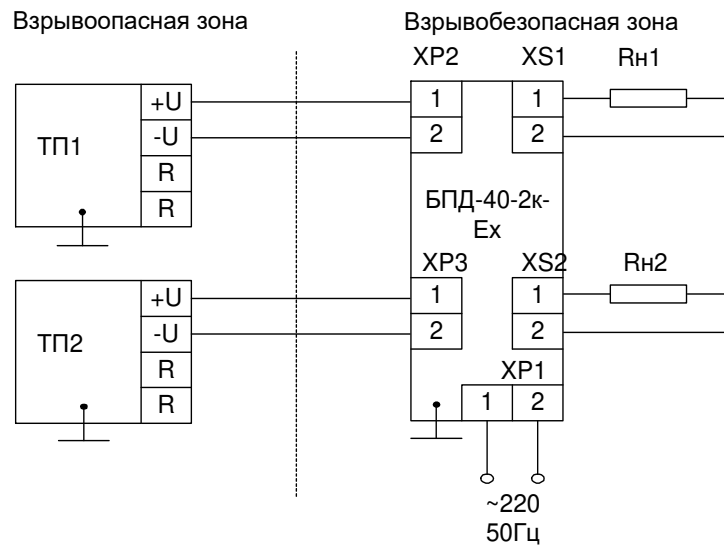 Взрывоопасная зона
Взрывобезопасная зона
XP2
XS1
Rн1
ТП1
+U
-U
R
R
1
2
1
2
БПД-40-2к-
Ex
XP3
XS2
Rн2
ТП2
+U
-U
R
R
1
2
1
2
XP1
1
2
~220
50Гц